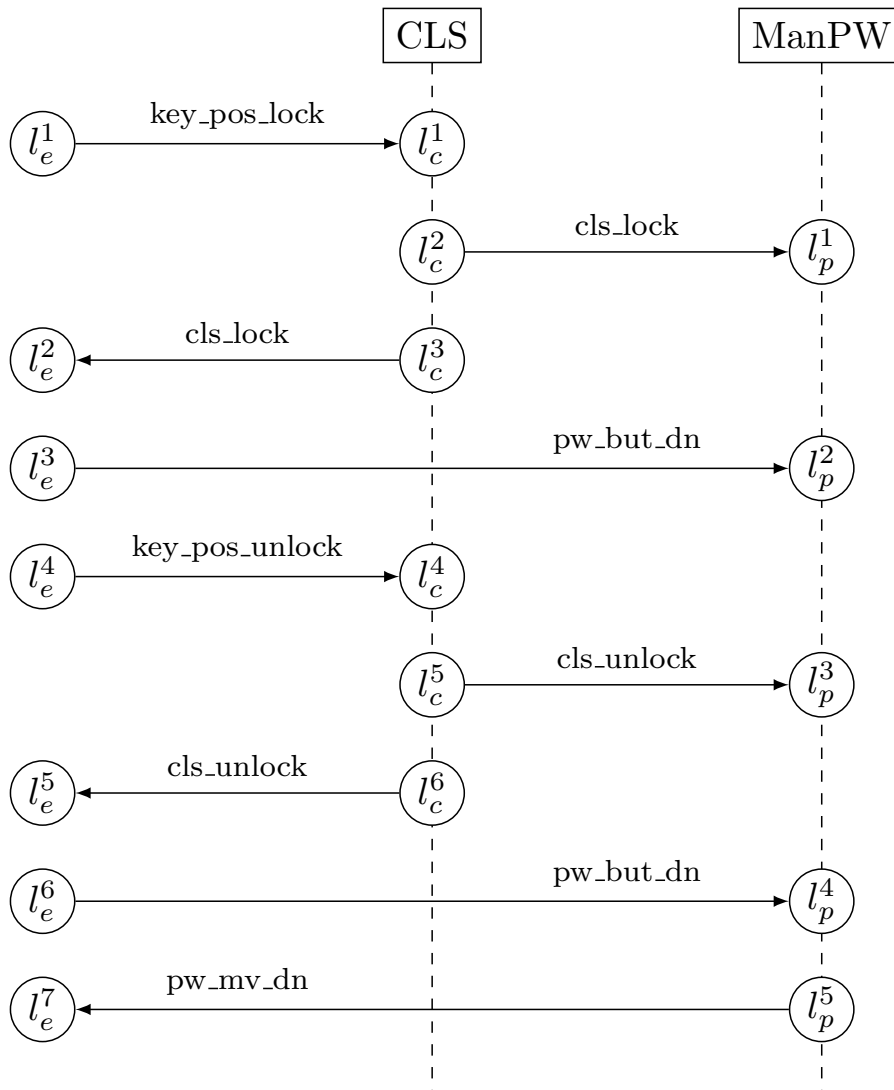 CLS ManPW
key_pos_lock
l_e^1 l_c^1
cls_lock
l_c^2 l_p^1
cls_lock
l_e^2 l_c^3
pw_but_dn
l_e^3 l_p^2
key_pos_unlock
l_e^4 l_c^4
cls_unlock
l_c^5 l_p^3
cls_unlock
l_e^5 l_c^6
pw_but_dn
l_e^6 l_p^4
pw_mv_dn
l_e^7 l_p^5